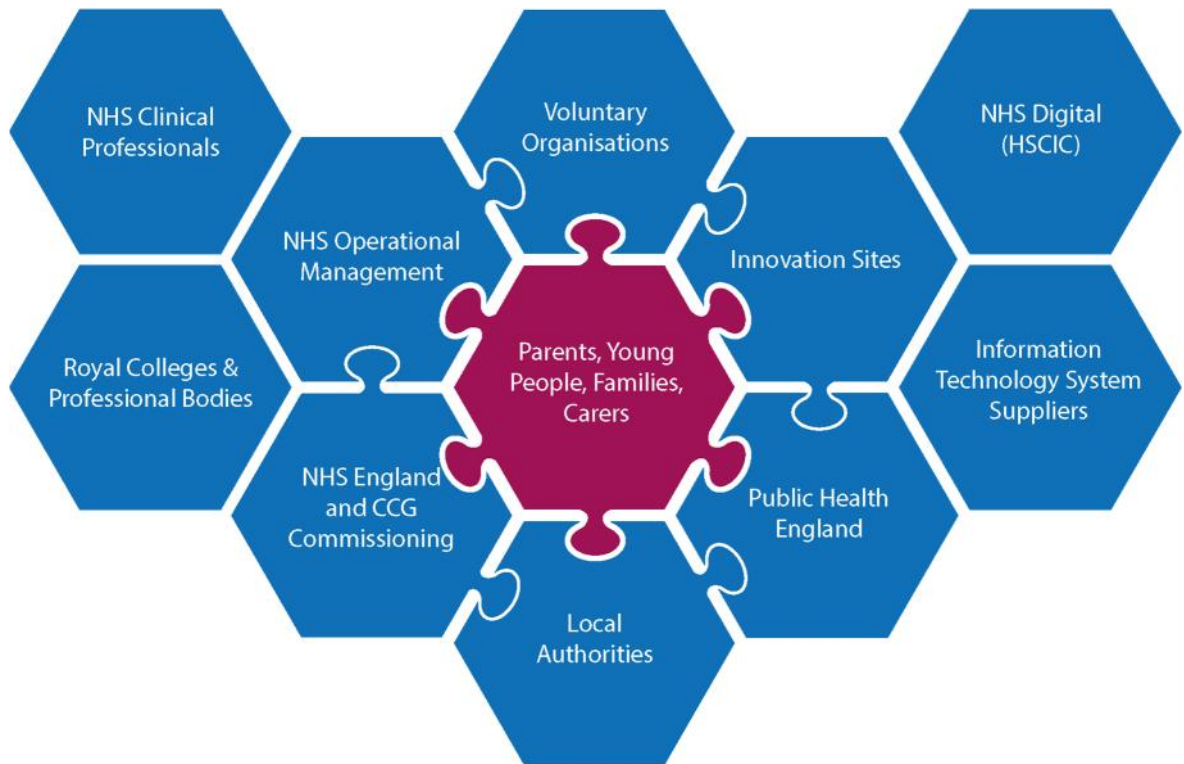 NHS Clinical
Professionals
Voluntary
Organisations
NHS Digital
(HSCIC)
NHS Operational
Management
Innovation Sites
Royal Colleges &
Professional Bodies
Parents, Young
People, Families,
Carers
Information
Technology System
Suppliers
NHS England
and CCG
Commissioning
Public Health
England
Local
Authorities